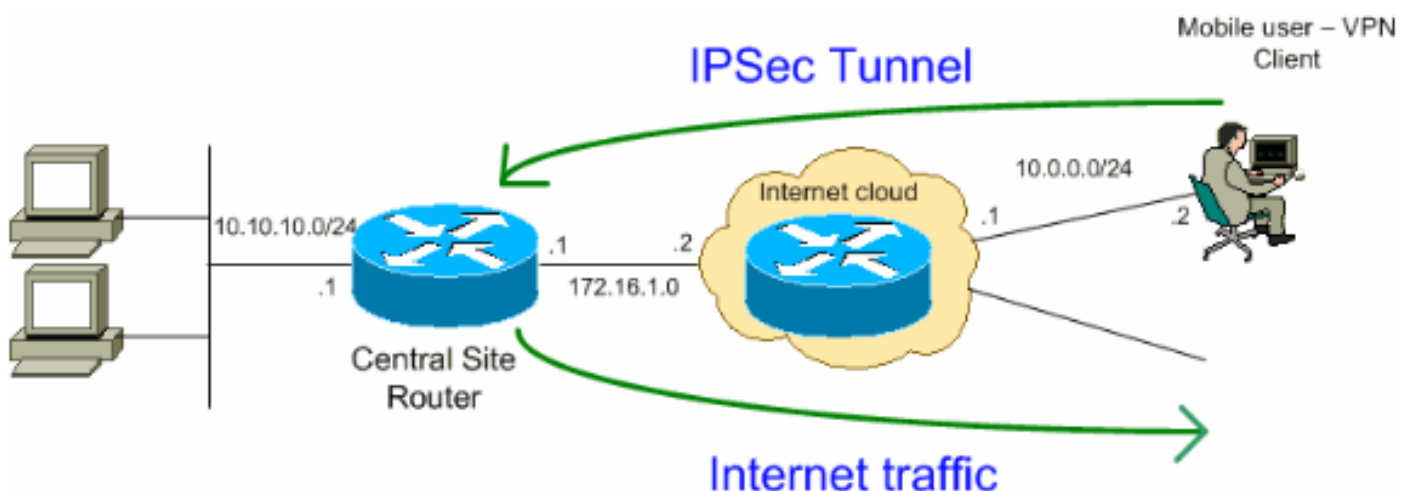 Mobile user – VPN
Client
IPSec Tunnel
10.0.0.0/24
Internet cloud
10.10.10.0/24
.1
.2
.1
.2
.1
172.16.1.0
Central Site
Router
Internet traffic